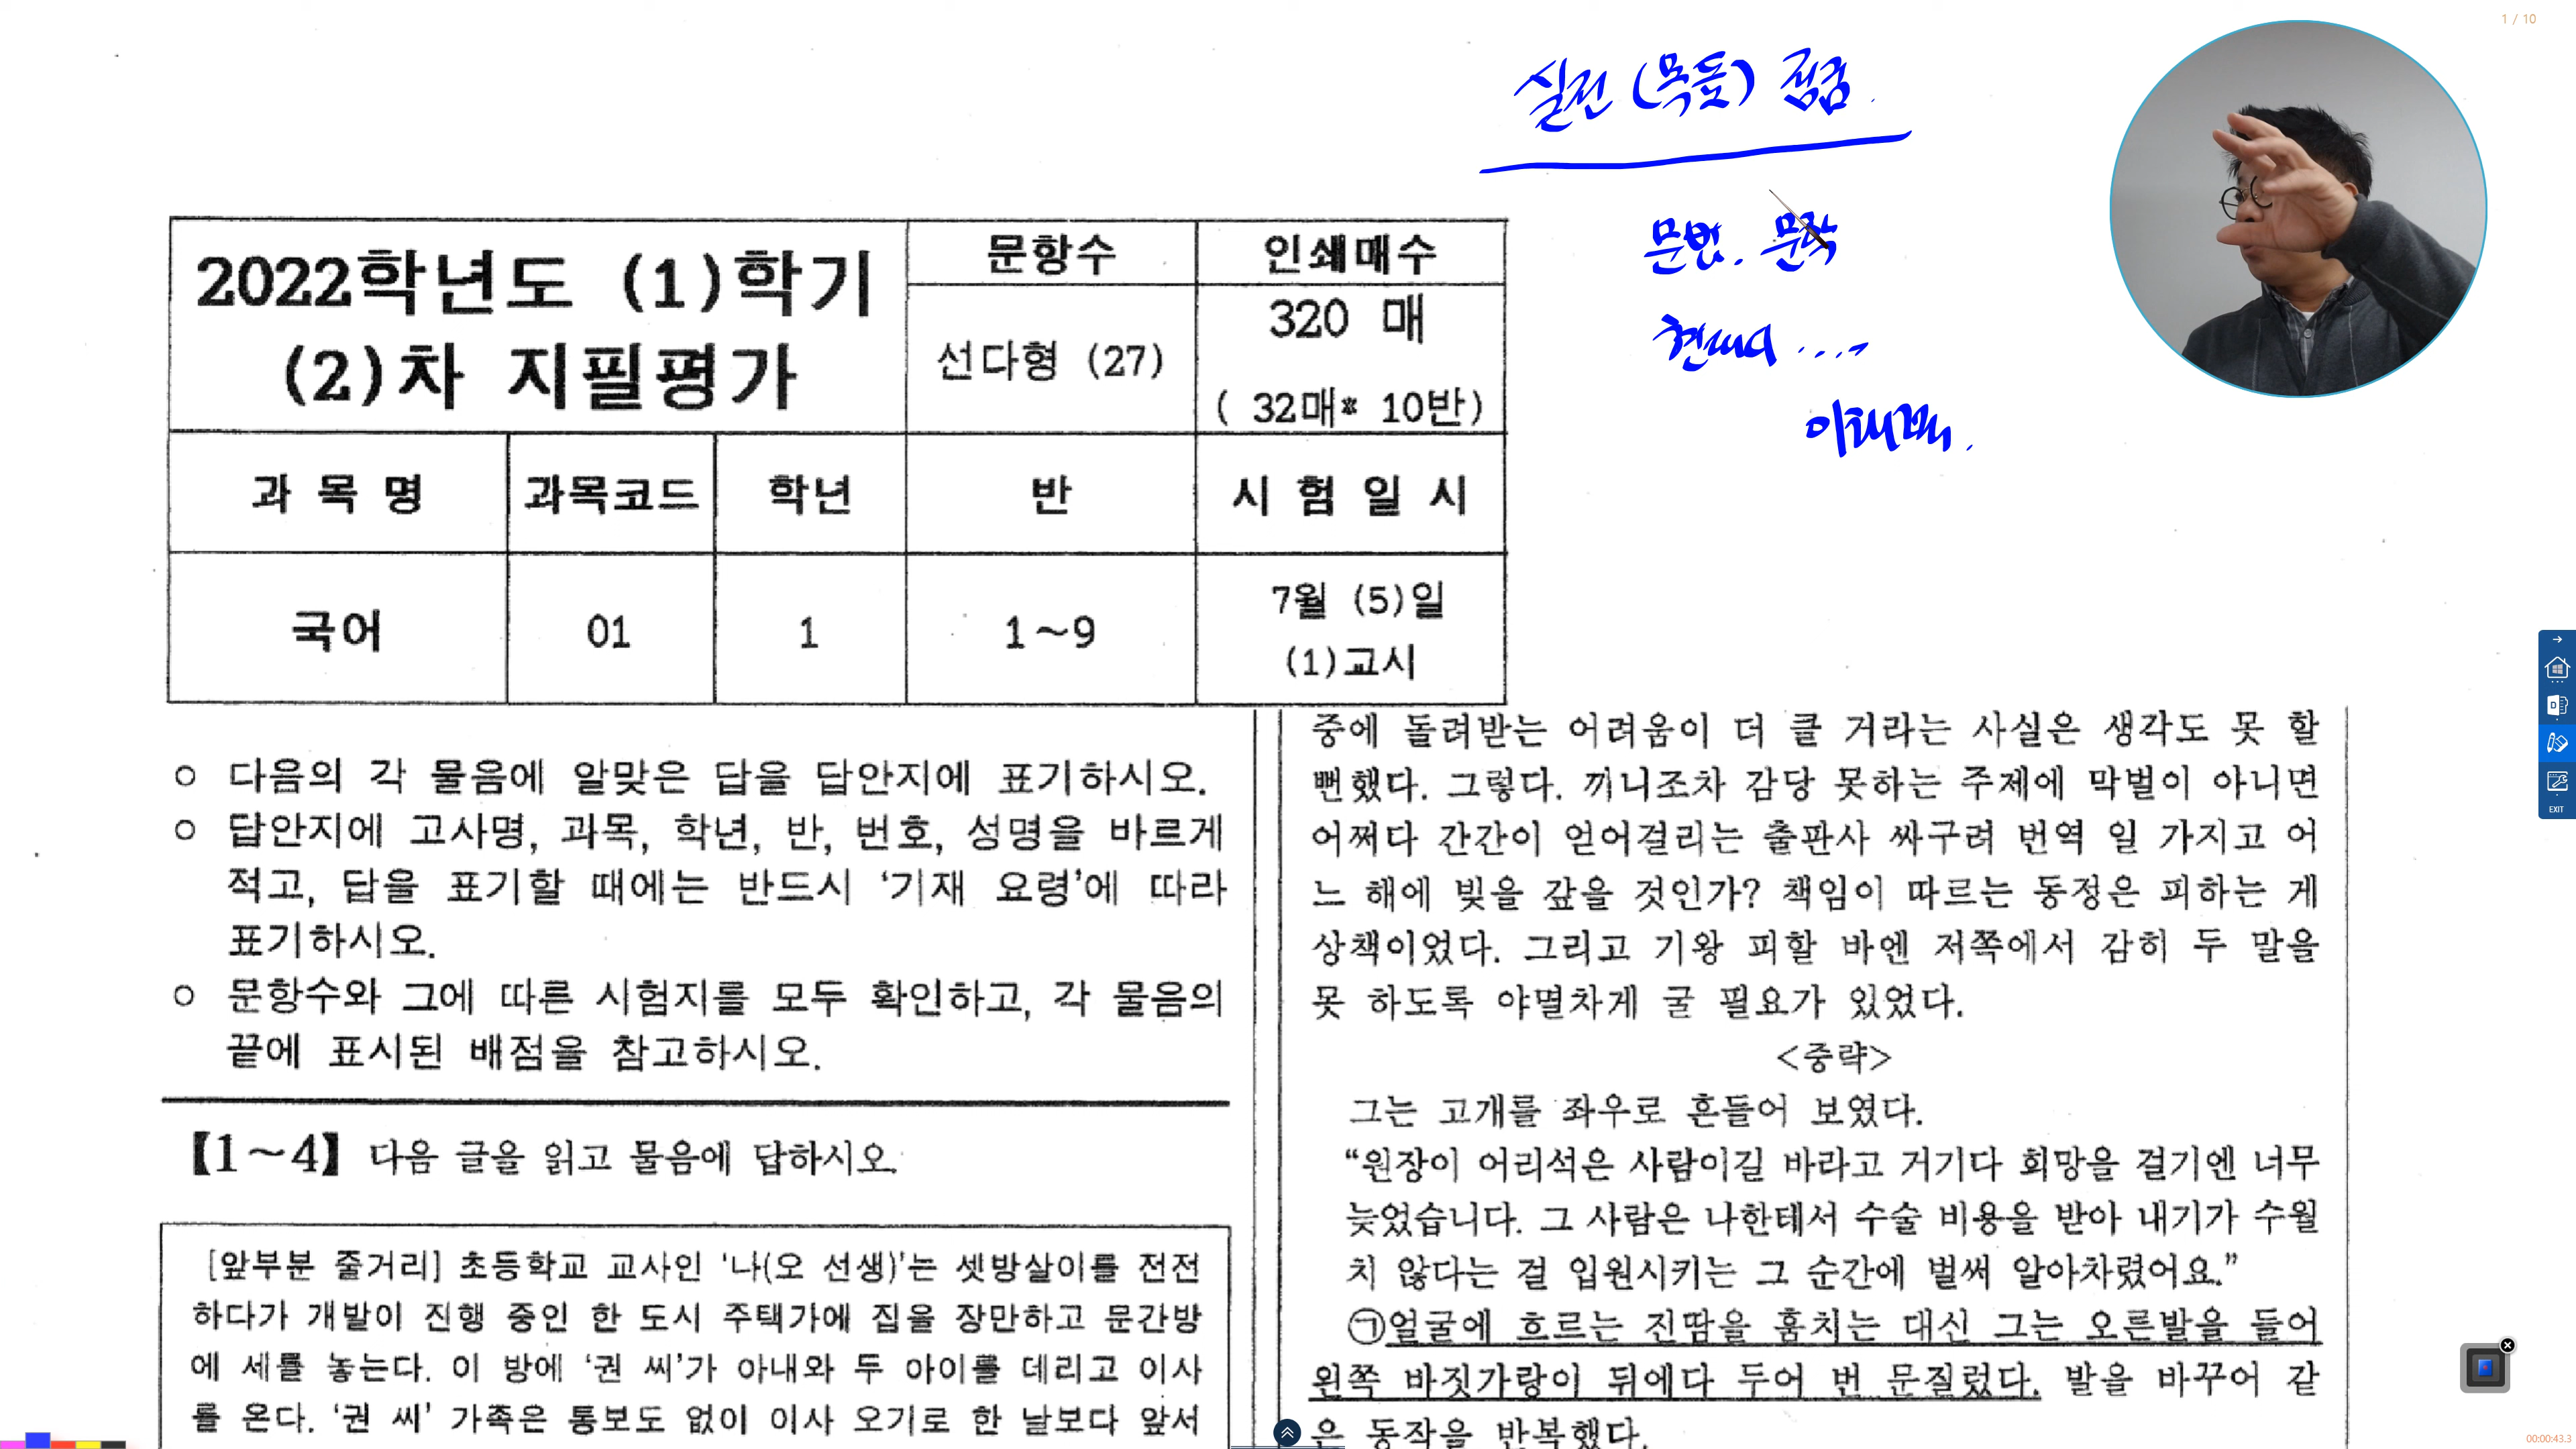 1 / 10
실전 (목동) 점검.
문법. 문학
2022학년도 (1)학기
(2)차 지필평가
문항수
인쇄매수
선다형 (27)
320 매
( 32매* 10반)
과 목 명
과목코드
학년
반
시 험 일 시
국어
01
1
1~9
7월 (5)일
(1)교시
○ 다음의 각 물음에 알맞은 답을 답안지에 표기하시오.
○ 답안지에 고사명, 과목, 학년, 반, 번호, 성명을 바르게
적고, 답을 표기할 때에는 반드시 ‘기재 요령’에 따라
표기하시오.
○ 문항수와 그에 따른 시험지를 모두 확인하고, 각 물음의
끝에 표시된 배점을 참고하시오.
【1~4】 다음 글을 읽고 물음에 답하시오.
[앞부분 줄거리] 초등학교 교사인 ‘나(오 선생)’는 셋방살이를 전전
하다가 개발이 진행 중인 한 도시 주택가에 집을 장만하고 문간방
에 세를 놓는다. 이 방에 ‘권 씨’가 아내와 두 아이를 데리고 이사
를 온다. ‘권 씨’ 가족은 통보도 없이 이사 오기로 한 날보다 앞서
중에 돌려받는 어려움이 더 클 거라는 사실은 생각도 못 할
뻔했다. 그렇다. 끼니조차 감당 못하는 주제에 막벌이 아니면
어쩌다 간간이 얻어걸리는 출판사 싸구려 번역 일 가지고 어
느 해에 빚을 갚을 것인가? 책임이 따르는 동정은 피하는 게
상책이었다. 그리고 기왕 피할 바엔 저쪽에서 감히 두 말을
못 하도록 야멸차게 굴 필요가 있었다.
<중략>
그는 고개를 좌우로 흔들어 보였다.
“원장이 어리석은 사람이길 바라고 거기다 희망을 걸기엔 너무
늦었습니다. 그 사람은 나한테서 수술 비용을 받아 내기가 수월
치 않다는 걸 입원시키는 그 순간에 벌써 알아차렸어요.”
㉠얼굴에 흐르는 진땀을 훔치는 대신 그는 오른발을 들어
왼쪽 바짓가랑이 뒤에다 두어 번 문질렀다. 발을 바꾸어 같
은 동작을 반복했다.
EXIT
00:00:43.3